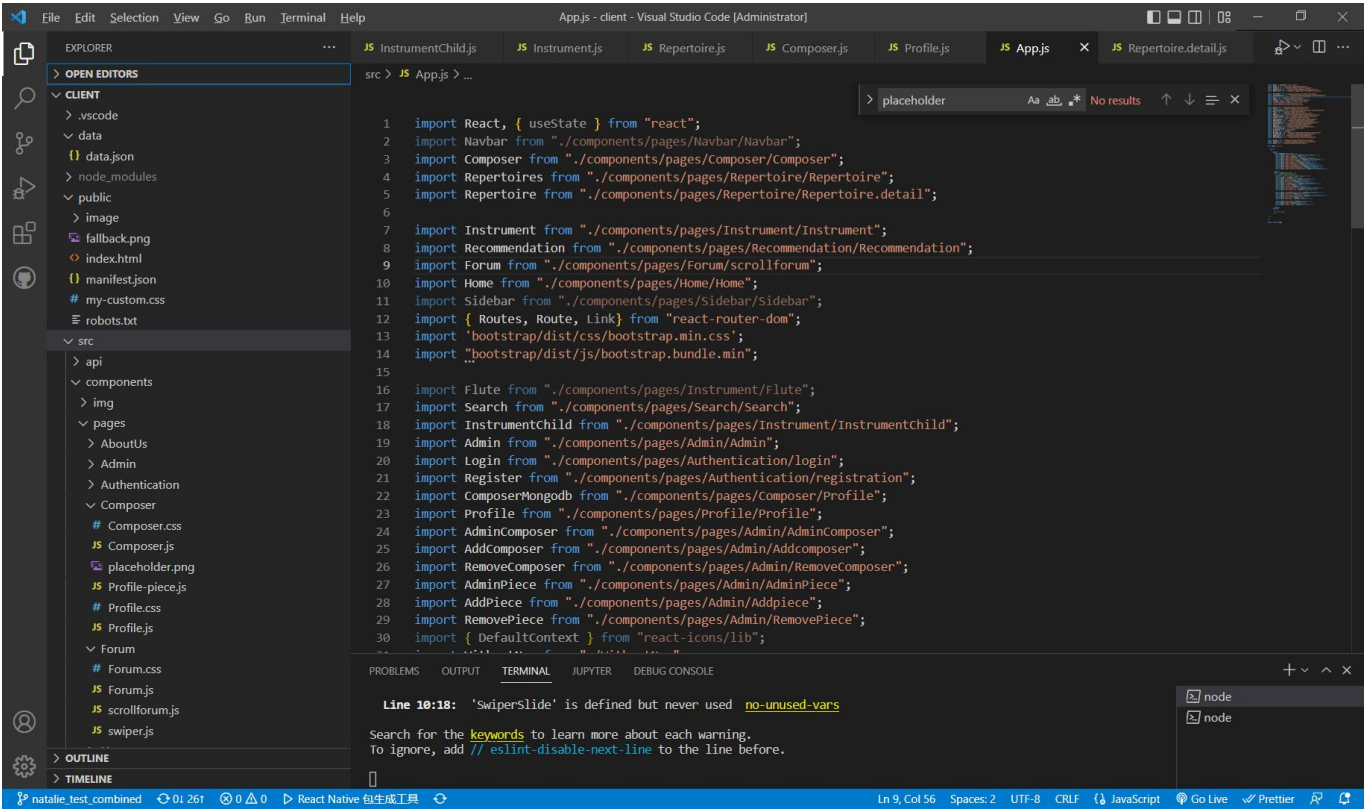 File Edit Selection View Go Run Terminal Help
App.js - client - Visual Studio Code [Administrator]
EXPLORER
OPEN EDITORS
CLIENT
.vscode
data
{} data.json
node_modules
public
image
fallback.png
<> index.html
{} manifest.json
# my-custom.css
robots.txt
src
api
components
img
pages
AboutUs
Admin
Authentication
Composer
# Composer.css
JS Composer.js
placeholder.png
JS Profile-piece.js
# Profile.css
JS Profile.js
Forum
# Forum.css
JS Forum.js
JS scrollforum.js
JS swiper.js
OUTLINE
TIMELINE
JS InstrumentChild.js JS Instrument.js JS Repertoire.js JS Composer.js JS Profile.js JS App.js JS Repertoire.detail.js
src > JS App.js > ...
placeholder Aa ab No results
1 import React, { useState } from "react";
2 import Navbar from "./components/pages/Navbar/Navbar";
3 import Composer from "./components/pages/Composer/Composer";
4 import Repertoires from "./components/pages/Repertoire/Repertoire";
5 import Repertoire from "./components/pages/Repertoire/Repertoire.detail";
6
7 import Instrument from "./components/pages/Instrument/Instrument";
8 import Recommendation from "./components/pages/Recommendation/Recommendation";
9 import Forum from "./components/pages/Forum/scrollforum";
10 import Home from "./components/pages/Home/Home";
11 import Sidebar from "./components/pages/Sidebar/Sidebar";
12 import { Routes, Route, Link} from "react-router-dom";
13 import 'bootstrap/dist/css/bootstrap.min.css';
14 import "bootstrap/dist/js/bootstrap.bundle.min";
15
16 import Flute from "./components/pages/Instrument/Flute";
17 import Search from "./components/pages/Search/Search";
18 import InstrumentChild from "./components/pages/Instrument/InstrumentChild";
19 import Admin from "./components/pages/Admin/Admin";
20 import Login from "./components/pages/Authentication/login";
21 import Register from "./components/pages/Authentication/registration";
22 import ComposerMongodb from "./components/pages/Composer/Profile";
23 import Profile from "./components/pages/Profile/Profile";
24 import AdminComposer from "./components/pages/Admin/AdminComposer";
25 import AddComposer from "./components/pages/Admin/Addcomposer";
26 import RemoveComposer from "./components/pages/Admin/RemoveComposer";
27 import AdminPiece from "./components/pages/Admin/AdminPiece";
28 import AddPiece from "./components/pages/Admin/Addpiece";
29 import RemovePiece from "./components/pages/Admin/RemovePiece";
30 import { DefaultContext } from "react-icons/lib";
PROBLEMS OUTPUT TERMINAL JUPYTER DEBUG CONSOLE
Line 10:18: 'SwiperSlide' is defined but never used no-unused-vars
Search for the keywords to learn more about each warning.
To ignore, add // eslint-disable-next-line to the line before.
node
node
natalie_test_combined 0↓ 26↑ 0 0 React Native 包生成工具 Ln 9, Col 56 Spaces: 2 UTF-8 CRLF JavaScript Go Live Prettier